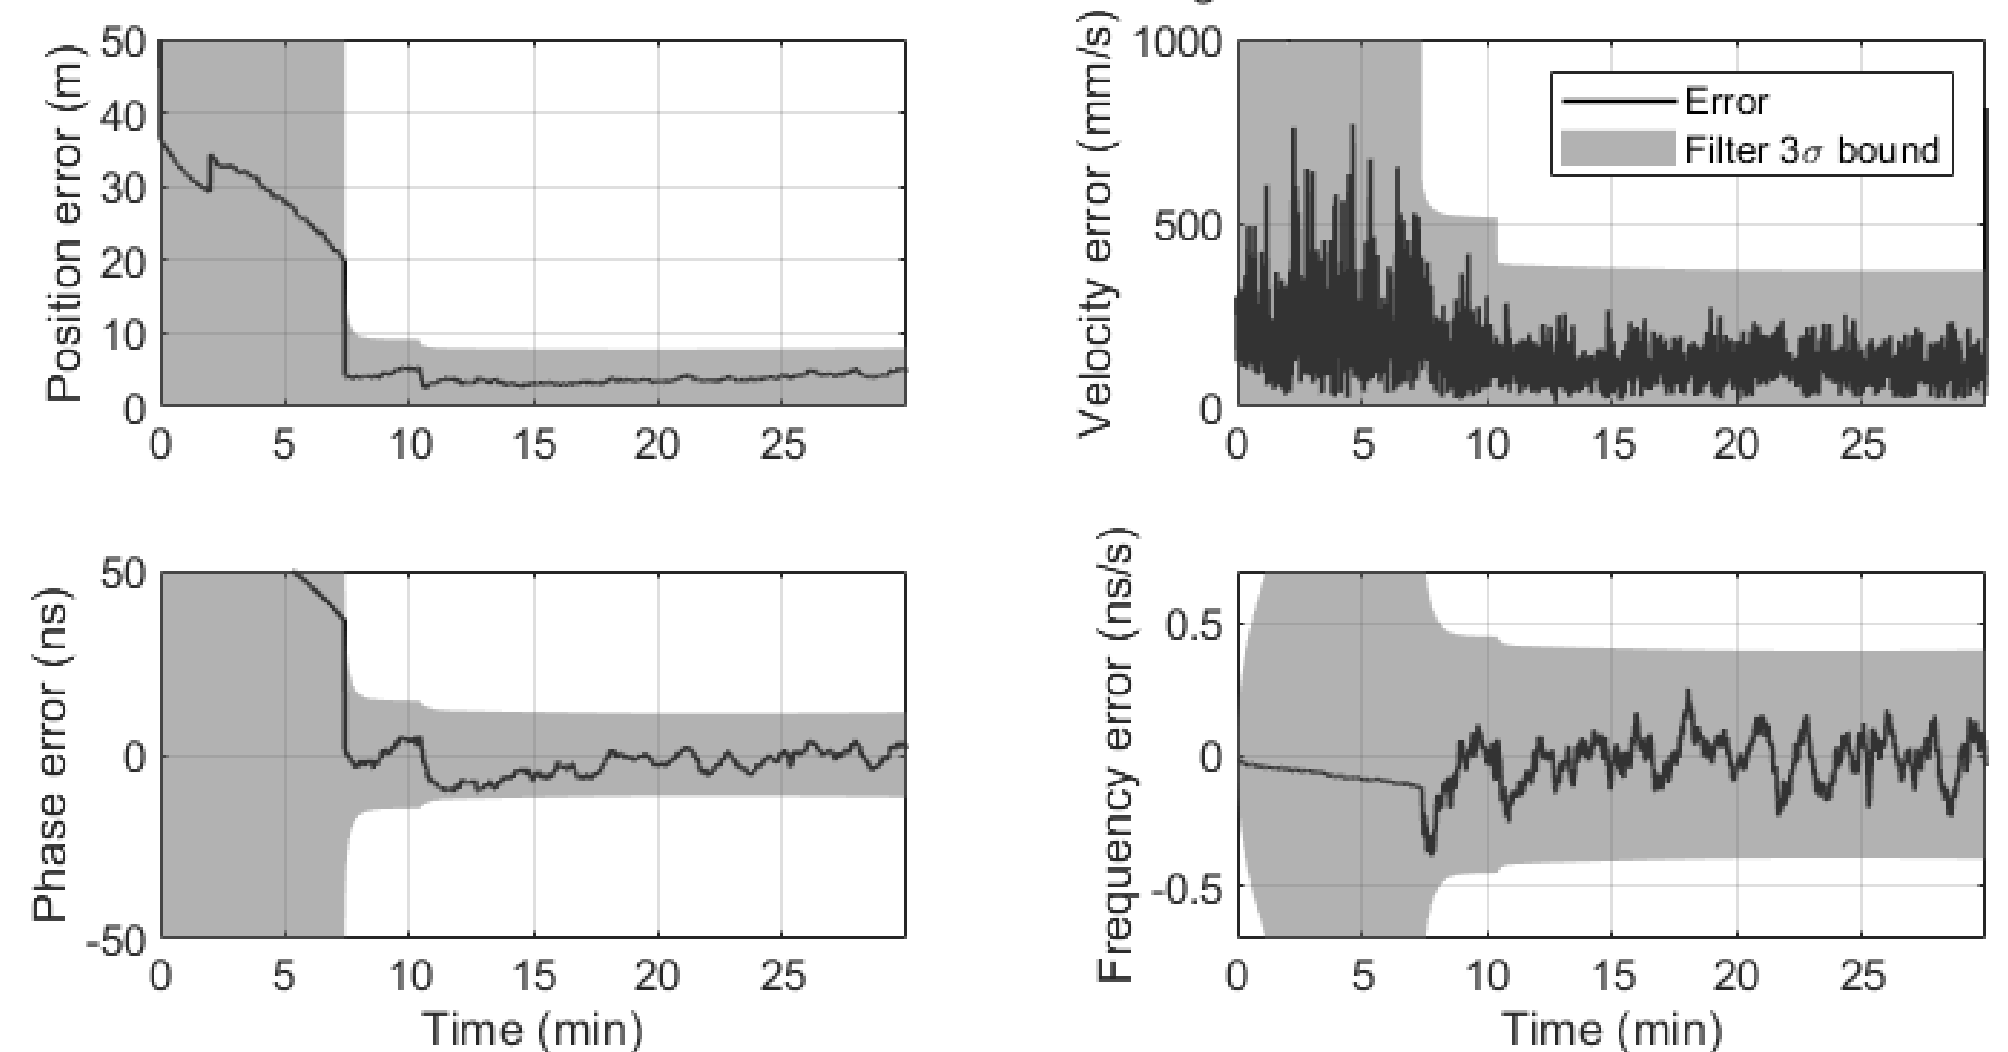 Position error (m)
50
40
30
20
10
0
0 5 10 15 20 25
Velocity error (mm/s)
1000
500
0
0 5 10 15 20 25
Error
Filter 3σ bound
Phase error (ns)
50
0
-50
0 5 10 15 20 25
Time (min)
Frequency error (ns/s)
0.5
0
-0.5
0 5 10 15 20 25
Time (min)